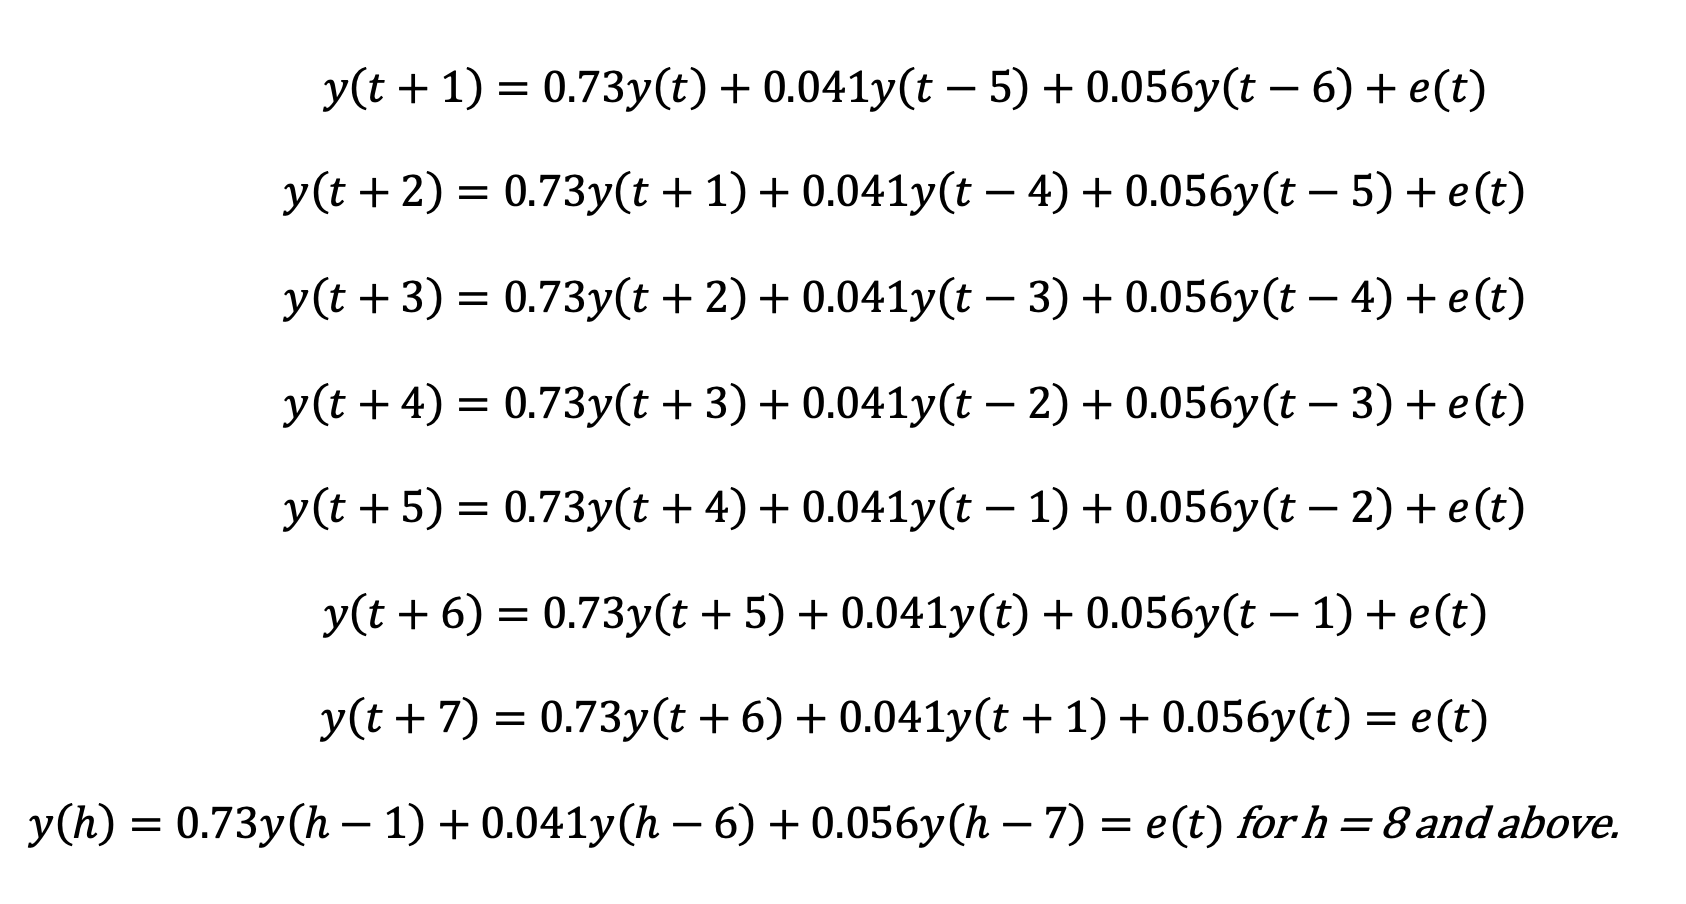 y(t + 1) = 0.73y(t) + 0.041y(t − 5) + 0.056y(t − 6) + e(t)
y(t + 2) = 0.73y(t + 1) + 0.041y(t − 4) + 0.056y(t − 5) + e(t)
y(t + 3) = 0.73y(t + 2) + 0.041y(t − 3) + 0.056y(t − 4) + e(t)
y(t + 4) = 0.73y(t + 3) + 0.041y(t − 2) + 0.056y(t − 3) + e(t)
y(t + 5) = 0.73y(t + 4) + 0.041y(t − 1) + 0.056y(t − 2) + e(t)
y(t + 6) = 0.73y(t + 5) + 0.041y(t) + 0.056y(t − 1) + e(t)
y(t + 7) = 0.73y(t + 6) + 0.041y(t + 1) + 0.056y(t) = e(t)
y(h) = 0.73y(h − 1) + 0.041y(h − 6) + 0.056y(h − 7) = e(t) for h = 8 and above.